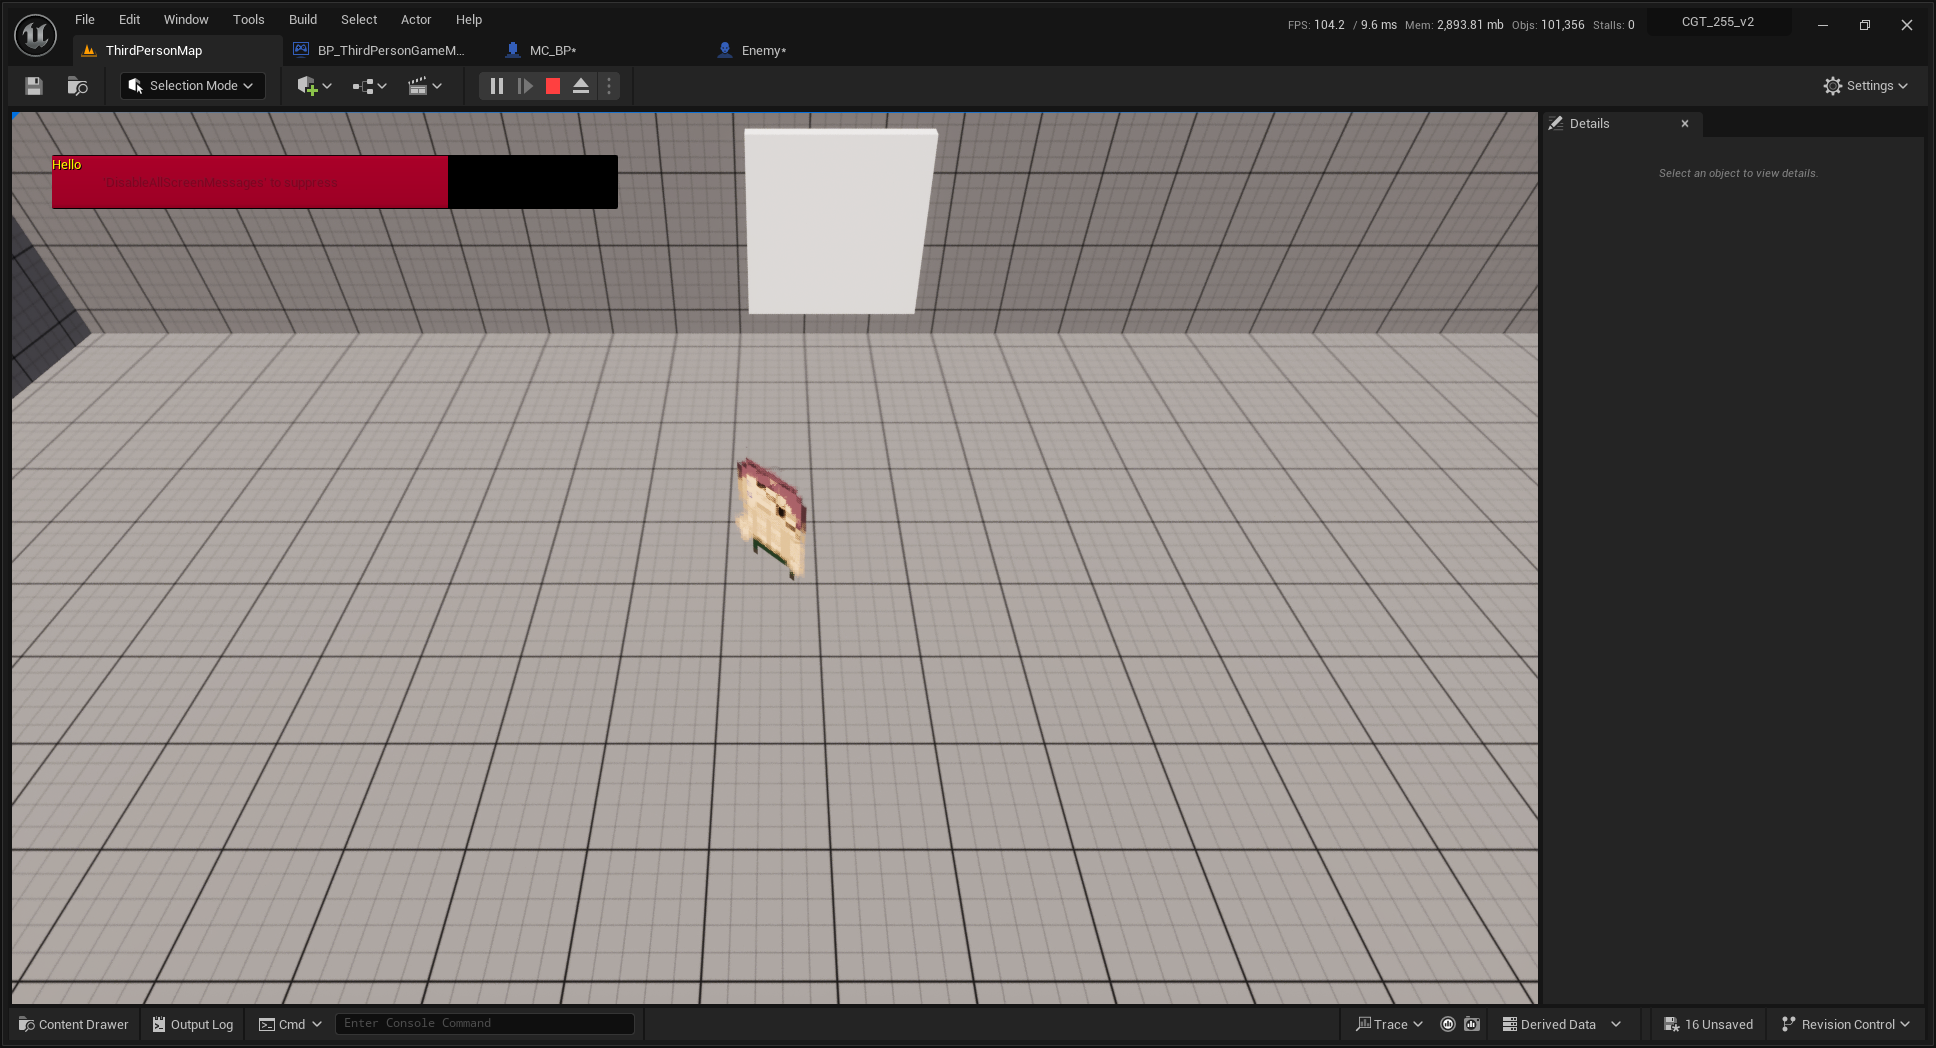 File Edit Window Tools Build Select Actor Help
FPS: 104.2 / 9.6 ms Mem: 2,893.81 mb Objs: 101,356 Stalls: 0
CGT_255_v2
ThirdPersonMap
BP_ThirdPersonGameM...
MC_BP*
Enemy*
Selection Mode
Settings
Details
Select an object to view details.
Hello
'DisableAllScreenMessages' to suppress
Content Drawer
Output Log
Cmd
Enter Console Command
Trace
Derived Data
16 Unsaved
Revision Control